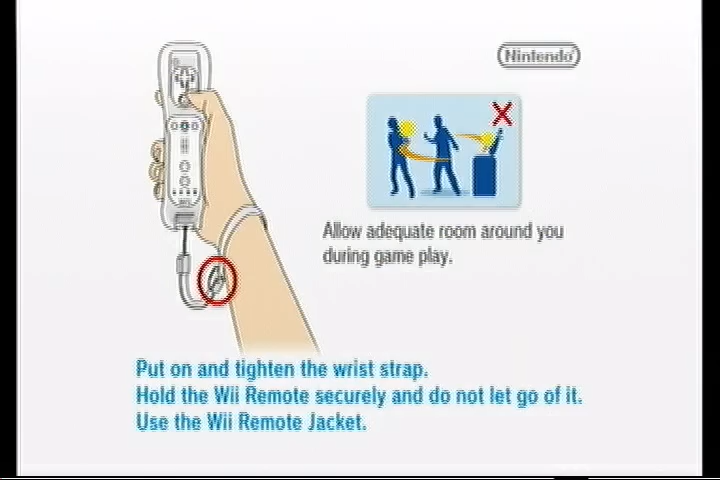 Nintendo®
Allow adequate room around you
during game play.
Put on and tighten the wrist strap.
Hold the Wii Remote securely and do not let go of it.
Use the Wii Remote Jacket.